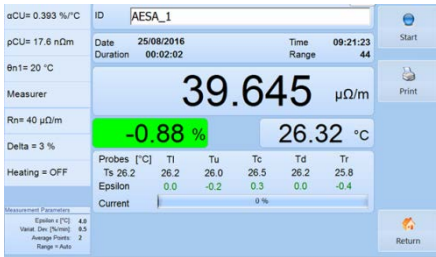 αCU= 0.393 %/°C
ρCU= 17.6 nΩm
θn1= 20 °C
Measurer
Rn= 40 μΩ/m
Delta = 3 %
Heating = OFF
Measurement Parameters
Epsilon ± [°C] 4.0
Variat. Dev. [%/min] 9.5
Average Points: 2
Range = Auto
ID AESA_1
Date 25/08/2016 Time 09:21:23
Duration 00:02:02 Range 44
39.645 μΩ/m
-0.88 % 26.32 °C
Probes [°C] Tl Tu Tc Td Tr
Ts 26.2 26.2 26.0 26.5 26.2 25.8
Epsilon 0.0 -0.2 0.3 0.0 -0.4
Current 0 %
Start
Print
Return